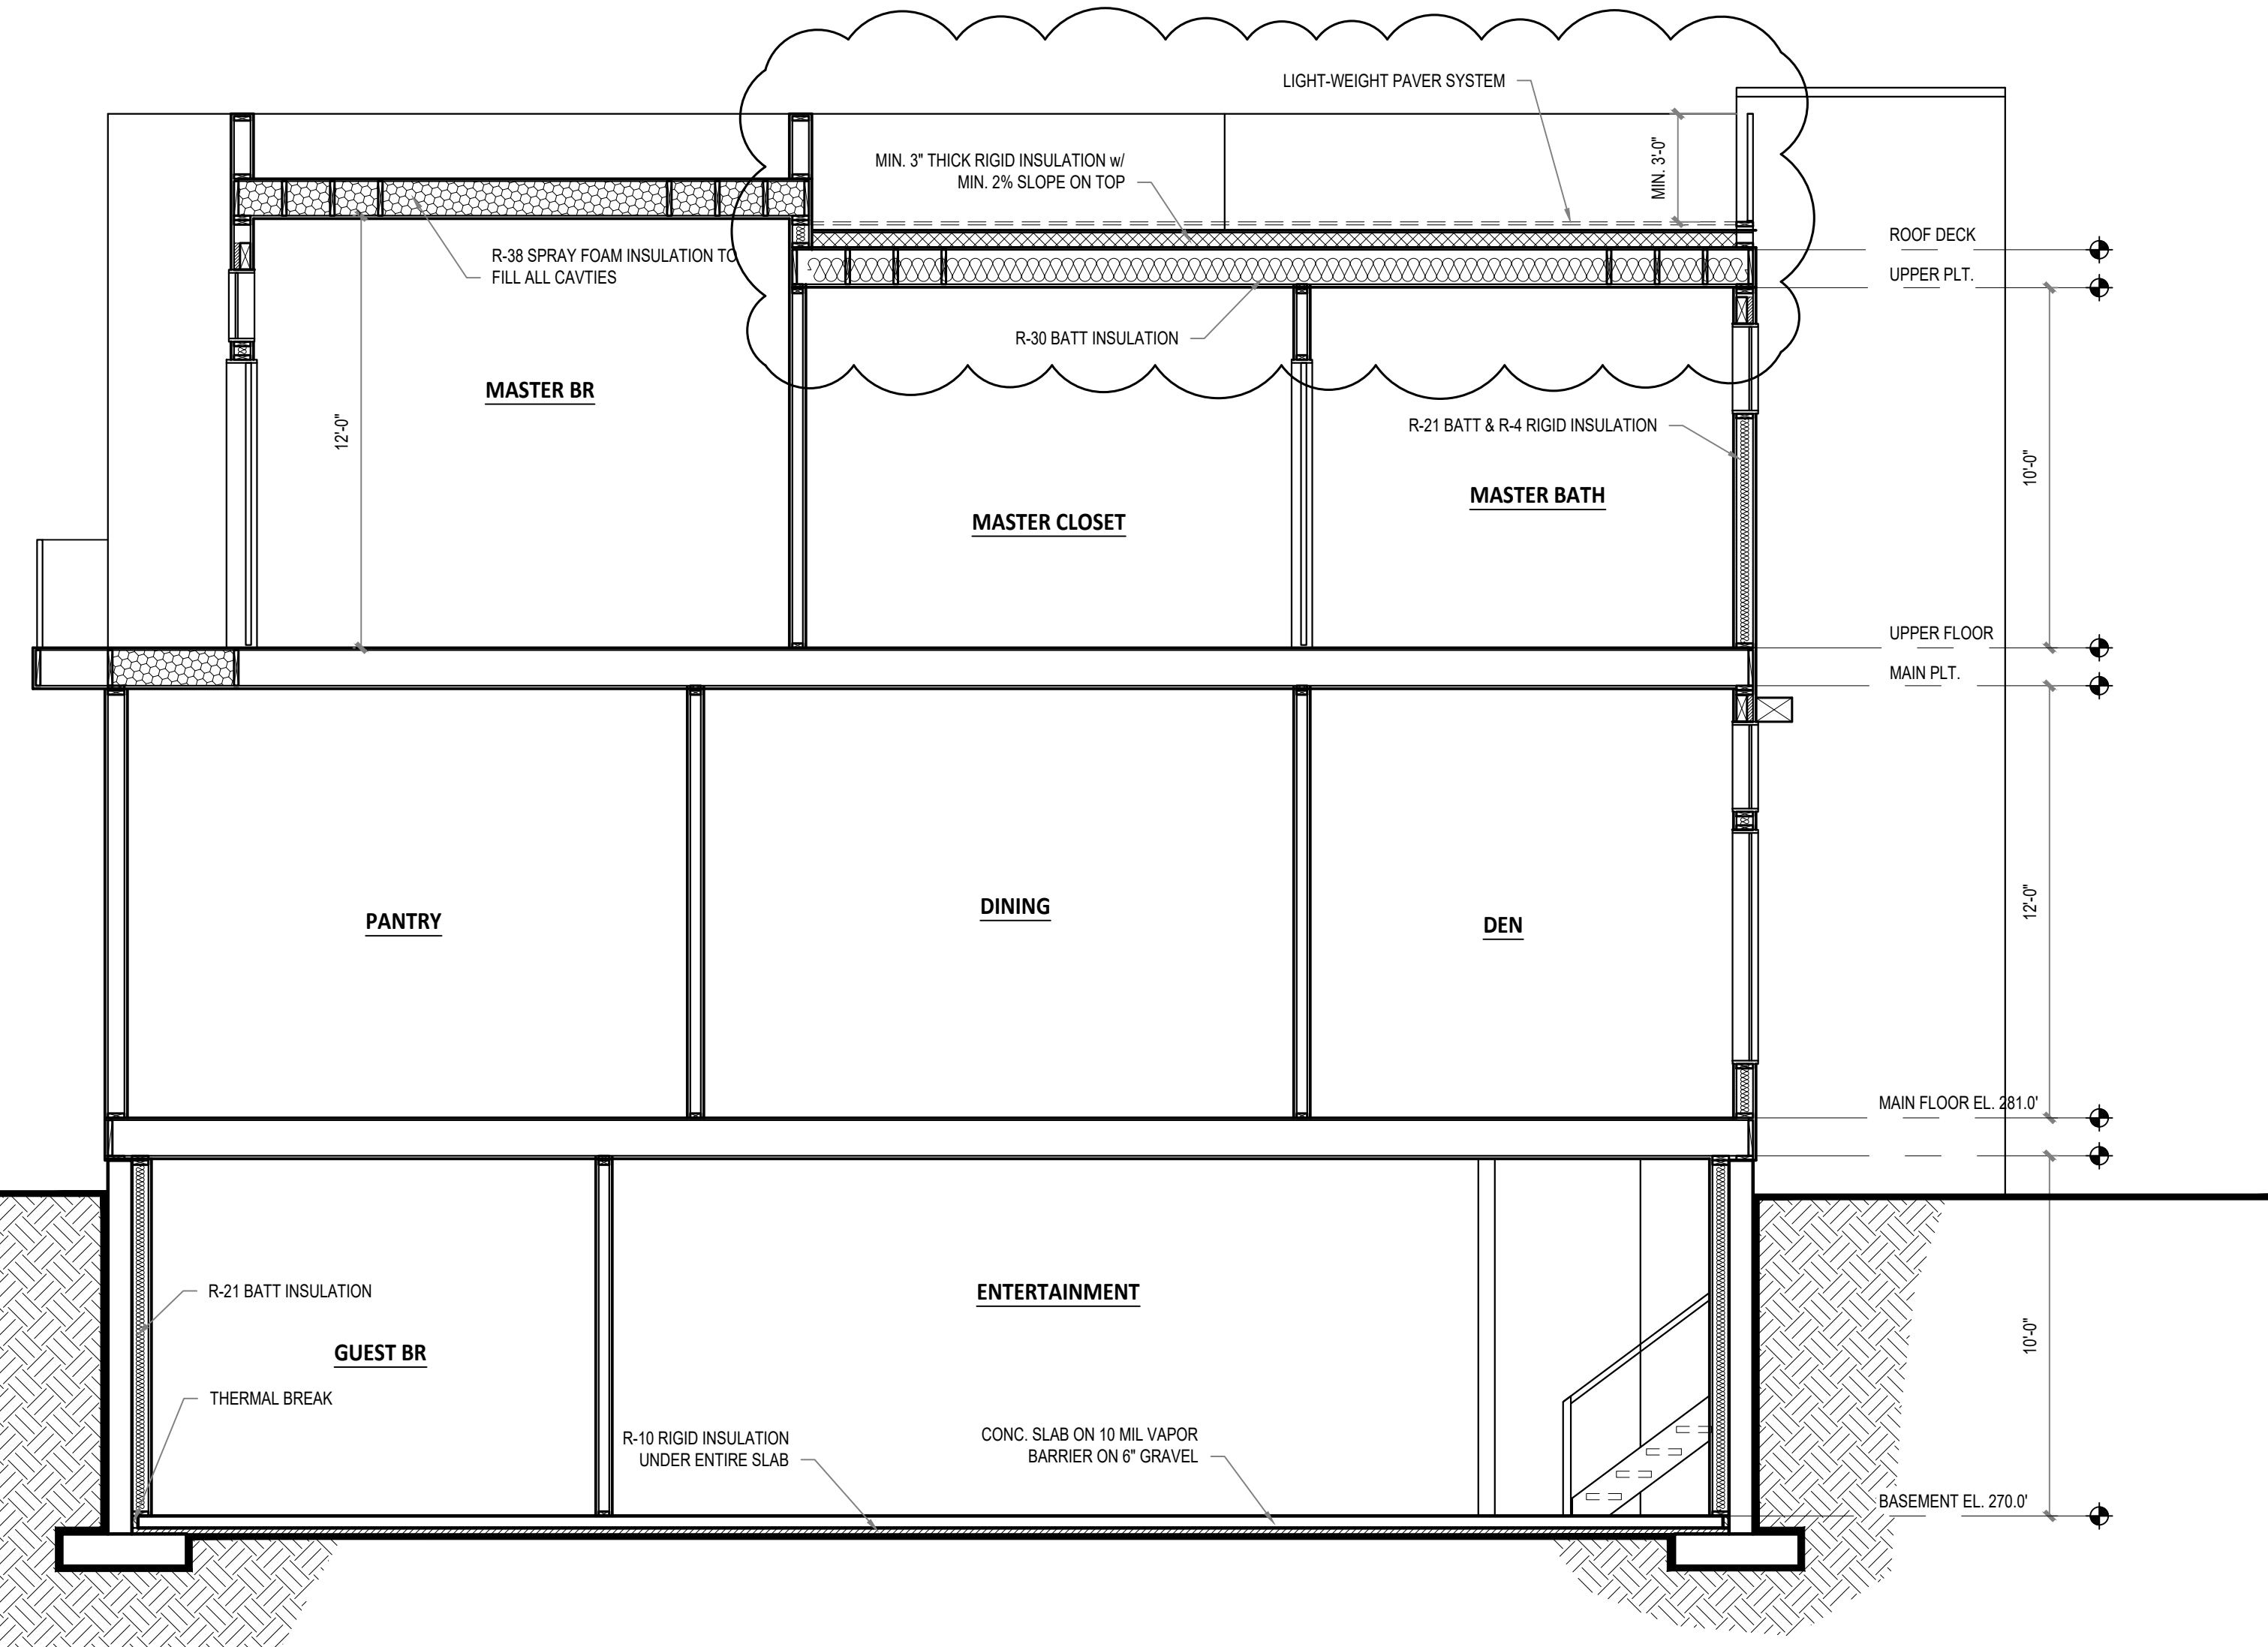 LIGHT-WEIGHT PAVER SYSTEM
MIN. 3" THICK RIGID INSULATION w/
MIN. 2% SLOPE ON TOP
MIN. 3'-0"
R-38 SPRAY FOAM INSULATION TO
FILL ALL CAVTIES
ROOF DECK
UPPER PLT.
R-30 BATT INSULATION
MASTER BR
12'-0"
R-21 BATT & R-4 RIGID INSULATION
MASTER CLOSET
MASTER BATH
10'-0"
UPPER FLOOR
MAIN PLT.
PANTRY
DINING
DEN
12'-0"
MAIN FLOOR EL. 281.0'
R-21 BATT INSULATION
ENTERTAINMENT
GUEST BR
10'-0"
THERMAL BREAK
R-10 RIGID INSULATION
UNDER ENTIRE SLAB
CONC. SLAB ON 10 MIL VAPOR
BARRIER ON 6" GRAVEL
BASEMENT EL. 270.0'